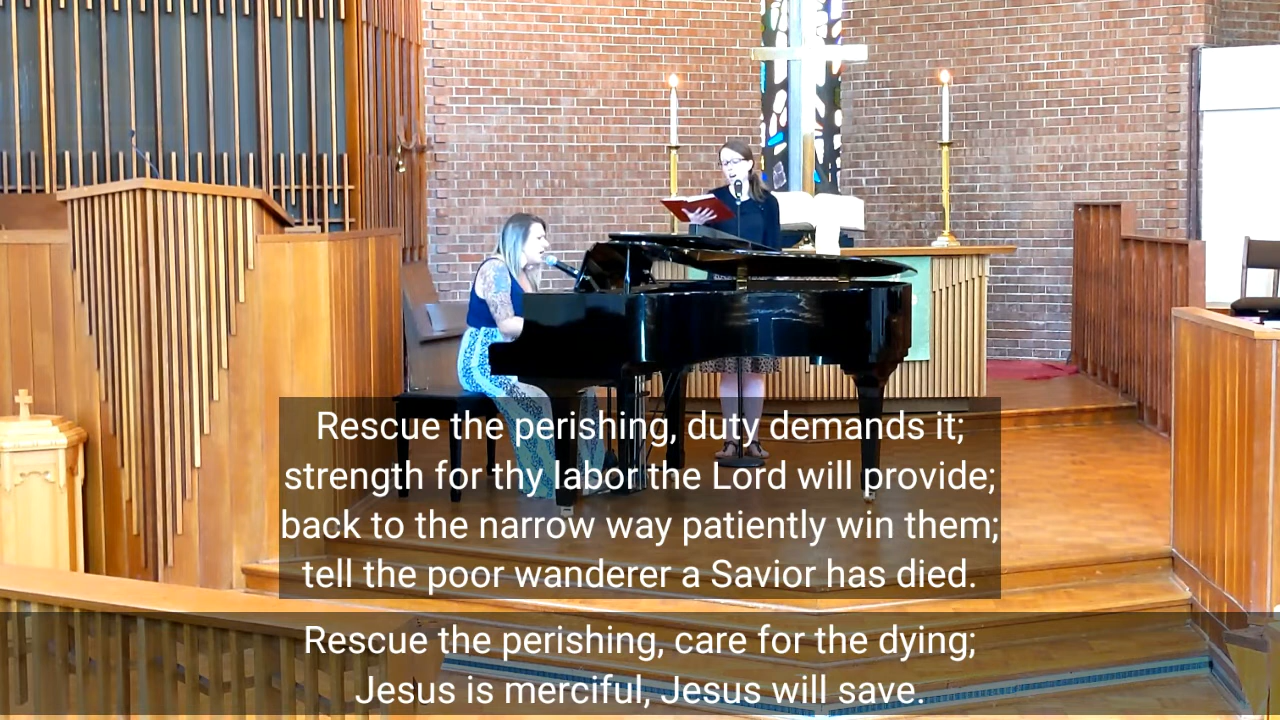 Rescue the perishing, duty demands it;
strength for thy labor the Lord will provide;
back to the narrow way patiently win them;
tell the poor wanderer a Savior has died.
Rescue the perishing, care for the dying;
Jesus is merciful, Jesus will save.